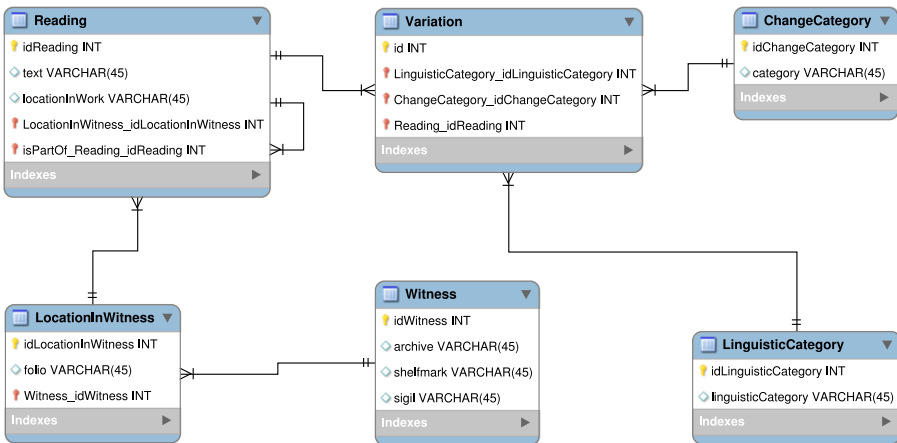 Reading
idReading INT
text VARCHAR(45)
locationInWork VARCHAR(45)
LocationInWitness_idLocationInWitness INT
isPartOf_Reading_idReading INT
Indexes
Variation
id INT
LinguisticCategory_idLinguisticCategory INT
ChangeCategory_idChangeCategory INT
Reading_idReading INT
Indexes
ChangeCategory
idChangeCategory INT
category VARCHAR(45)
Indexes
LocationInWitness
idLocationInWitness INT
folio VARCHAR(45)
Witness_idWitness INT
Indexes
Witness
idWitness INT
archive VARCHAR(45)
shelfmark VARCHAR(45)
sigil VARCHAR(45)
Indexes
LinguisticCategory
idLinguisticCategory INT
linguisticCategory VARCHAR(45)
Indexes